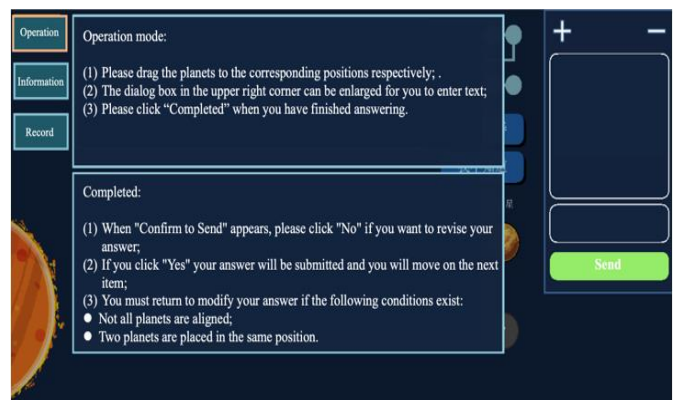 Operation
Information
Record
Operation mode:
(1) Please drag the planets to the corresponding positions respectively; .
(2) The dialog box in the upper right corner can be enlarged for you to enter text;
(3) Please click “Completed” when you have finished answering.
Completed:
(1) When "Confirm to Send" appears, please click "No" if you want to revise your
answer;
(2) If you click "Yes" your answer will be submitted and you will move on the next
item;
(3) You must return to modify your answer if the following conditions exist:
● Not all planets are aligned;
● Two planets are placed in the same position.
+ −
Send